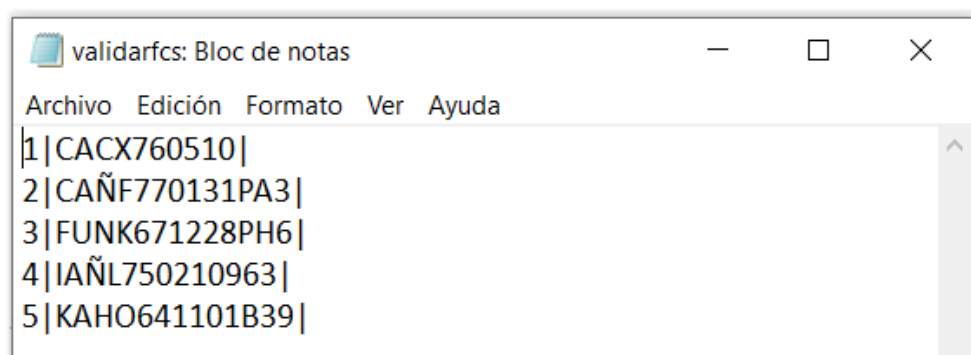 validarfcs: Bloc de notas
Archivo Edición Formato Ver Ayuda
1|CACX760510|
2|CAÑF770131PA3|
3|FUNK671228PH6|
4|IAÑL750210963|
5|KAHO641101B39|